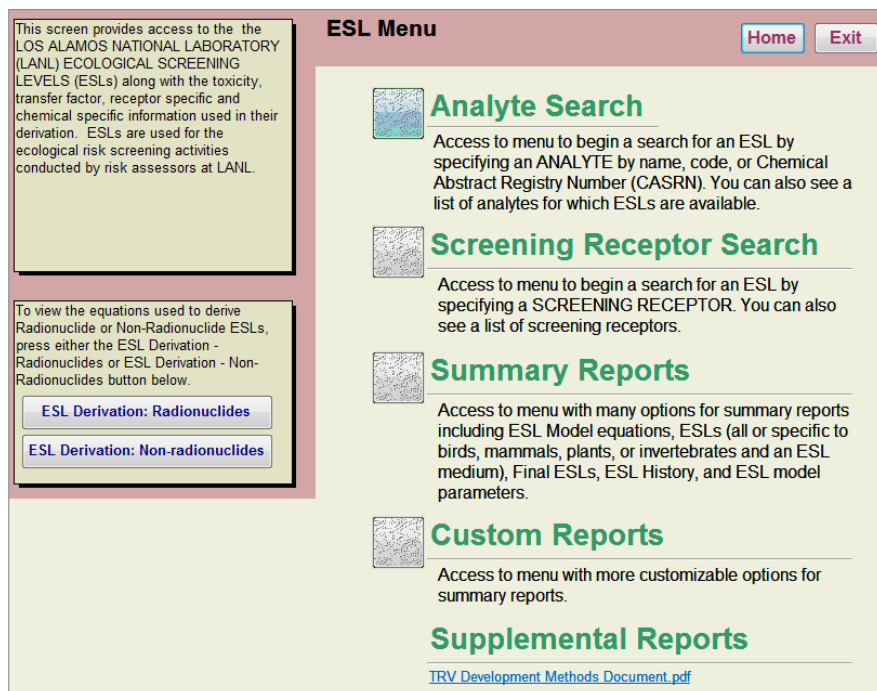 This screen provides access to the  the
LOS ALAMOS NATIONAL LABORATORY
(LANL) ECOLOGICAL SCREENING
LEVELS (ESLs) along with the toxicity,
transfer factor, receptor specific and
chemical specific information used in their
derivation.  ESLs are used for the
ecological risk screening activities
conducted by risk assessors at LANL.
To view the equations used to derive
Radionuclide or Non-Radionuclide ESLs,
press either the ESL Derivation -
Radionuclides or ESL Derivation - Non-
Radionuclides button below.
ESL Derivation: Radionuclides
ESL Derivation: Non-radionuclides
ESL Menu
Home
Exit
Analyte Search
Access to menu to begin a search for an ESL by
specifying an ANALYTE by name, code, or Chemical
Abstract Registry Number (CASRN). You can also see a
list of analytes for which ESLs are available.
Screening Receptor Search
Access to menu to begin a search for an ESL by
specifying a SCREENING RECEPTOR. You can also
see a list of screening receptors.
Summary Reports
Access to menu with many options for summary reports
including ESL Model equations, ESLs (all or specific to
birds, mammals, plants, or invertebrates and an ESL
medium), Final ESLs, ESL History, and ESL model
parameters.
Custom Reports
Access to menu with more customizable options for
summary reports.
Supplemental Reports
TRV Development Methods Document.pdf